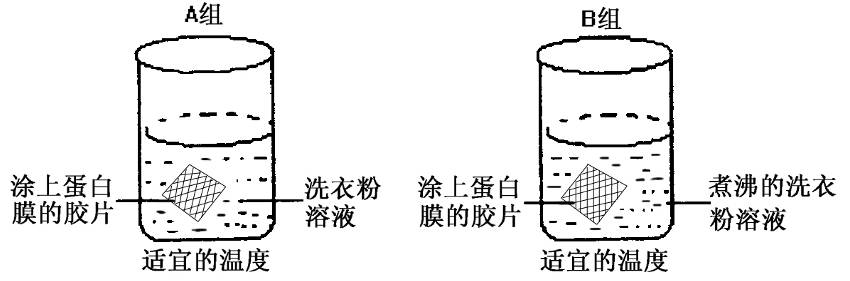 A组
B组
涂上蛋白
膜的胶片
洗衣粉
溶液
涂上蛋白
膜的胶片
煮沸的洗衣
粉溶液
适宜的温度
适宜的温度